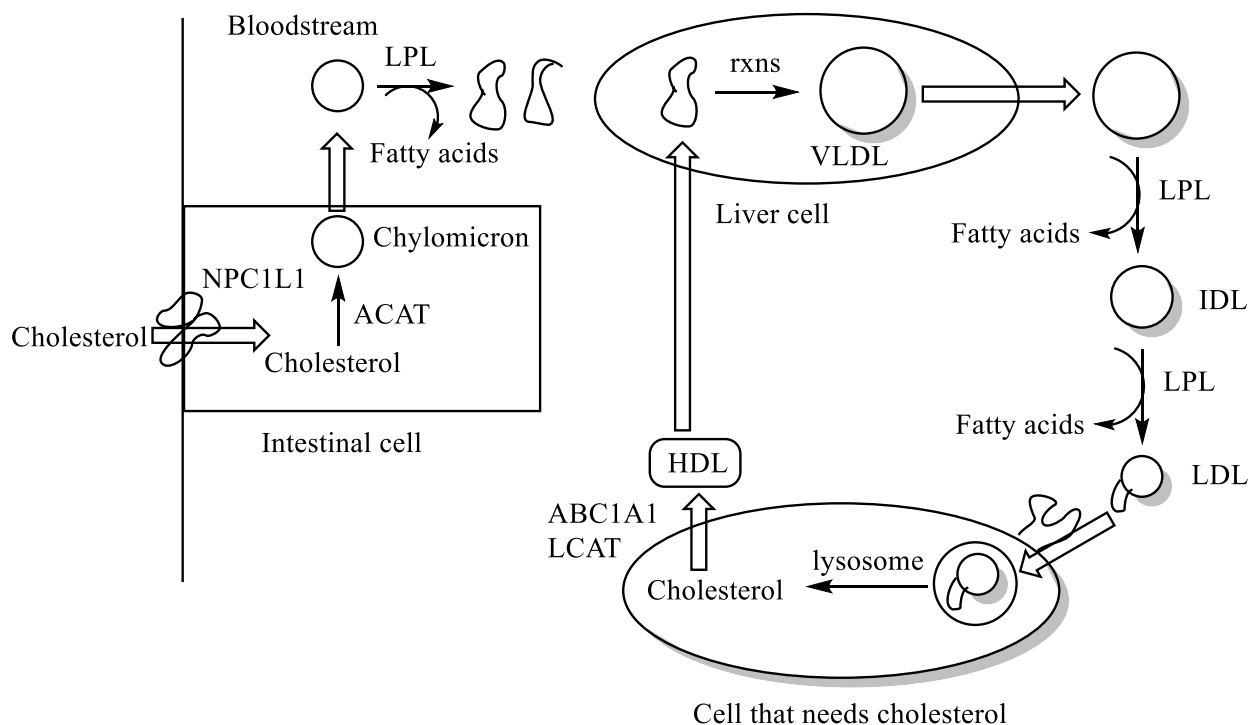 Bloodstream
LPL
Fatty acids
Chylomicron
NPC1L1
ACAT
Cholesterol
Cholesterol
Intestinal cell
rxns
VLDL
Liver cell
LPL
Fatty acids
IDL
LPL
Fatty acids
LDL
HDL
ABC1A1
LCAT
lysosome
Cholesterol
Cell that needs cholesterol